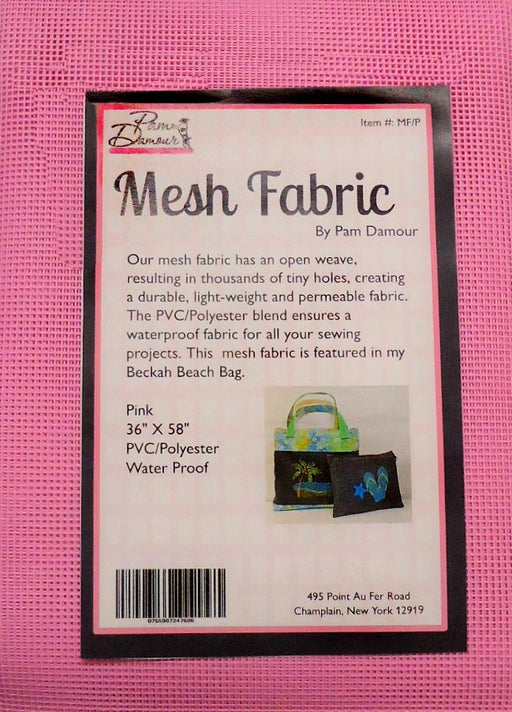 Pam
Damour
Item #: MF/P
Mesh Fabric
By Pam Damour
Our mesh fabric has an open weave,
resulting in thousands of tiny holes, creating
a durable, light-weight and permeable fabric.
The PVC/Polyester blend ensures a
waterproof fabric for all your sewing
projects. This mesh fabric is featured in my
Beckah Beach Bag.
Pink
36" X 58"
PVC/Polyester
Water Proof
495 Point Au Fer Road
Champlain, New York 12919